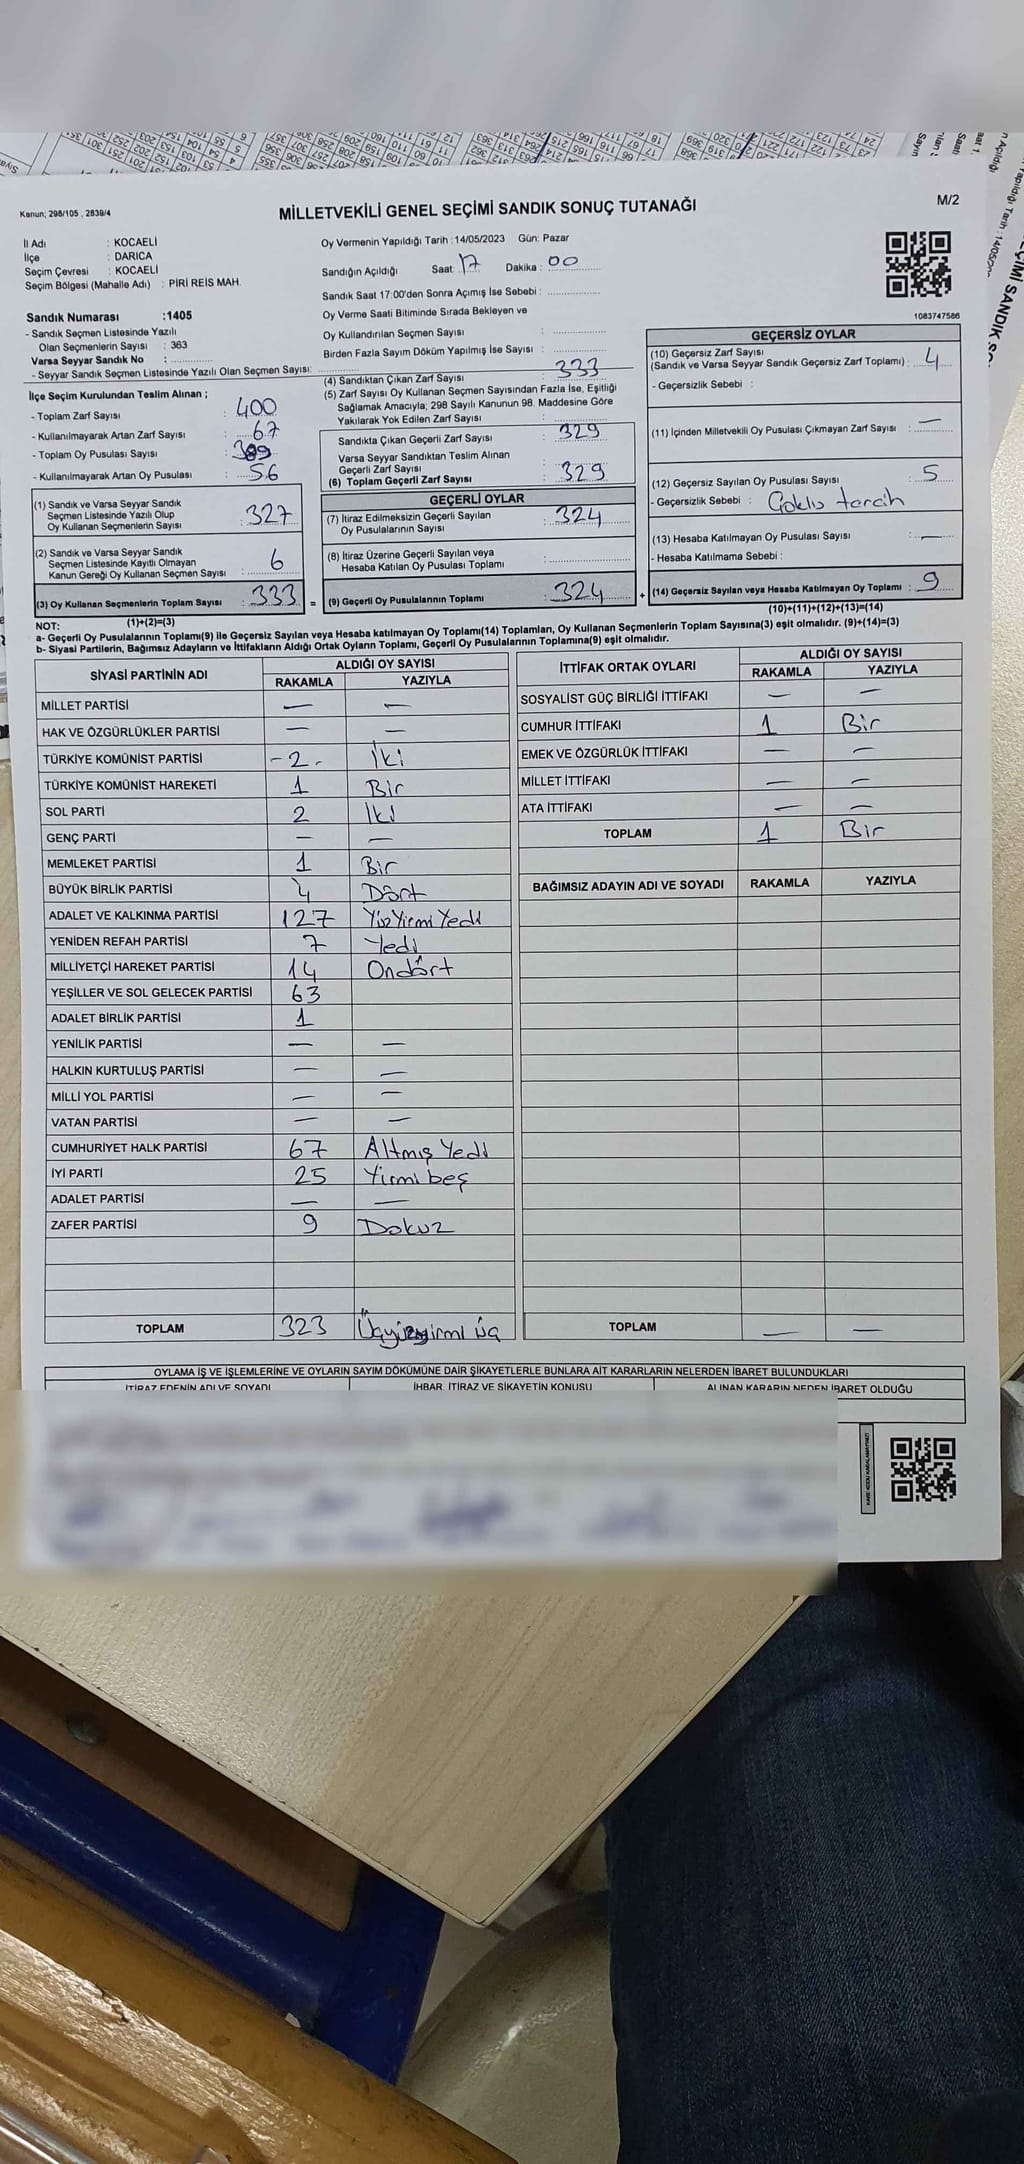 Kanun; 298/105 , 2839/4
MİLLETVEKİLİ GENEL SEÇİMİ SANDIK SONUÇ TUTANAĞI
M/2
İl Adı : KOCAELİ
İlçe : DARICA
Seçim Çevresi : KOCAELİ
Seçim Bölgesi (Mahalle Adı) : PİRİ REİS MAH.
Sandık Numarası :1405
- Sandık Seçmen Listesinde Yazılı
Olan Seçmenlerin Sayısı : 363
Varsa Seyyar Sandık No :
- Seyyar Sandık Seçmen Listesinde Yazılı Olan Seçmen Sayısı:
İlçe Seçim Kurulundan Teslim Alınan ;
- Toplam Zarf Sayısı : 400
- Kullanılmayarak Artan Zarf Sayısı : 67
- Toplam Oy Pusulası Sayısı : 389
- Kullanılmayarak Artan Oy Pusulası : 56
(1) Sandık ve Varsa Seyyar Sandık
Seçmen Listesinde Yazılı Olup
Oy Kullanan Seçmenlerin Sayısı : 327
(2) Sandık ve Varsa Seyyar Sandık
Seçmen Listesinde Kayıtlı Olmayan
Kanun Gereği Oy Kullanan Seçmen Sayısı : 6
(3) Oy Kullanan Seçmenlerin Toplam Sayısı : 333 =
(1)+(2)=(3)
Oy Vermenin Yapıldığı Tarih :14/05/2023 Gün: Pazar
Sandığın Açıldığı Saat: 17 Dakika : 00
Sandık Saat 17:00'den Sonra Açımış İse Sebebi :
Oy Verme Saati Bitiminde Sırada Bekleyen ve
Oy Kullandırılan Seçmen Sayısı :
Birden Fazla Sayım Döküm Yapılmış İse Sayısı :
(4) Sandıktan Çıkan Zarf Sayısı : 333
(5) Zarf Sayısı Oy Kullanan Seçmen Sayısından Fazla İse, Eşitliği
Sağlamak Amacıyla; 298 Sayılı Kanunun 98. Maddesine Göre
Yakılarak Yok Edilen Zarf Sayısı :
Sandıkta Çıkan Geçerli Zarf Sayısı : 329
Varsa Seyyar Sandıktan Teslim Alınan
Geçerli Zarf Sayısı :
(6) Toplam Geçerli Zarf Sayısı : 329
GEÇERLİ OYLAR
(7) İtiraz Edilmeksizin Geçerli Sayılan
Oy Pusulalarının Sayısı : 324
(8) İtiraz Üzerine Geçerli Sayılan veya
Hesaba Katılan Oy Pusulası Toplamı :
(9) Geçerli Oy Pusulalarının Toplamı : 324 +
1083747586
GEÇERSİZ OYLAR
(10) Geçersiz Zarf Sayısı
(Sandık ve Varsa Seyyar Sandık Geçersiz Zarf Toplamı) : 4
- Geçersizlik Sebebi :
(11) İçinden Milletvekili Oy Pusulası Çıkmayan Zarf Sayısı : —
(12) Geçersiz Sayılan Oy Pusulası Sayısı : 5
- Geçersizlik Sebebi : Çoklu tercih
(13) Hesaba Katılmayan Oy Pusulası Sayısı : —
- Hesaba Katılmama Sebebi :
(14) Geçersiz Sayılan veya Hesaba Katılmayan Oy Toplamı : 9
(10)+(11)+(12)+(13)=(14)
NOT:
a- Geçerli Oy Pusulalarının Toplamı(9) ile Geçersiz Sayılan veya Hesaba katılmayan Oy Toplamı(14) Toplamları, Oy Kullanan Seçmenlerin Toplam Sayısına(3) eşit olmalıdır. (9)+(14)=(3)
b- Siyasi Partilerin, Bağımsız Adayların ve İttifakların Aldığı Ortak Oyların Toplamı, Geçerli Oy Pusulalarının Toplamına(9) eşit olmalıdır.
SİYASİ PARTİNİN ADI ALDIĞI OY SAYISI
RAKAMLA YAZIYLA
MİLLET PARTİSİ — —
HAK VE ÖZGÜRLÜKLER PARTİSİ — —
TÜRKİYE KOMÜNİST PARTİSİ -2- İki
TÜRKİYE KOMÜNİST HAREKETİ 1 Bir
SOL PARTİ 2 İki
GENÇ PARTİ — —
MEMLEKET PARTİSİ 1 Bir
BÜYÜK BİRLİK PARTİSİ 4 Dört
ADALET VE KALKINMA PARTİSİ 127 YüzYirmiYedi
YENİDEN REFAH PARTİSİ 7 Yedi
MİLLİYETÇİ HAREKET PARTİSİ 14 Ondört
YEŞİLLER VE SOL GELECEK PARTİSİ 63
ADALET BİRLİK PARTİSİ 1
YENİLİK PARTİSİ — —
HALKIN KURTULUŞ PARTİSİ — —
MİLLİ YOL PARTİSİ — —
VATAN PARTİSİ — —
CUMHURİYET HALK PARTİSİ 67 Altmış Yedi
İYİ PARTİ 25 Yirmi beş
ADALET PARTİSİ — —
ZAFER PARTİSİ 9 Dokuz
TOPLAM 323 Üçyüzyirmi üç
İTTİFAK ORTAK OYLARI ALDIĞI OY SAYISI
RAKAMLA YAZIYLA
SOSYALİST GÜÇ BİRLİĞİ İTTİFAKI — —
CUMHUR İTTİFAKI 1 Bir
EMEK VE ÖZGÜRLÜK İTTİFAKI — —
MİLLET İTTİFAKI — —
ATA İTTİFAKI — —
TOPLAM 1 Bir
BAĞIMSIZ ADAYIN ADI VE SOYADI RAKAMLA YAZIYLA
TOPLAM — —
OYLAMA İŞ VE İŞLEMLERİNE VE OYLARIN SAYIM DÖKÜMÜNE DAİR ŞİKAYETLERLE BUNLARA AİT KARARLARIN NELERDEN İBARET BULUNDUKLARI
İTİRAZ EDENİN ADI VE SOYADI İHBAR, İTİRAZ VE ŞİKAYETİN KONUSU ALINAN KARARIN NEDEN İBARET OLDUĞU